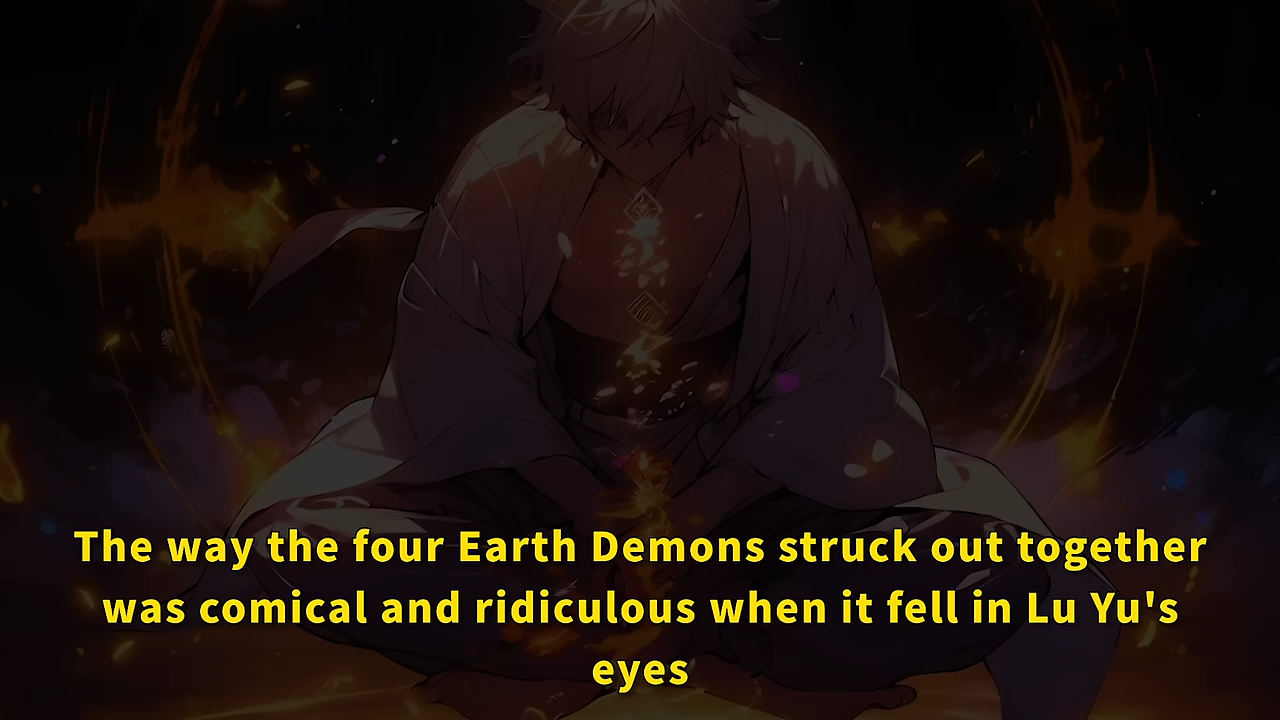 The way the four Earth Demons struck out together
was comical and ridiculous when it fell in Lu Yu's
eyes